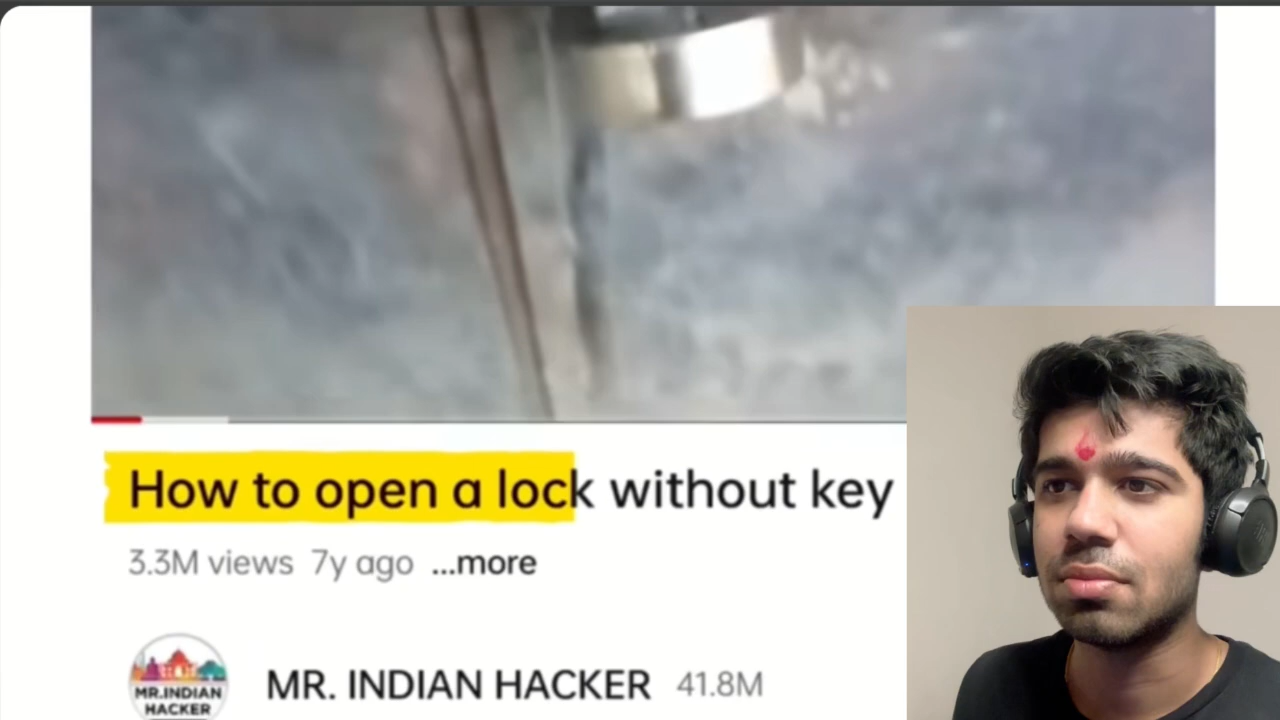 How to open a lock without key
3.3M views 7y ago ...more
MR.INDIAN
HACKER
MR. INDIAN HACKER 41.8M